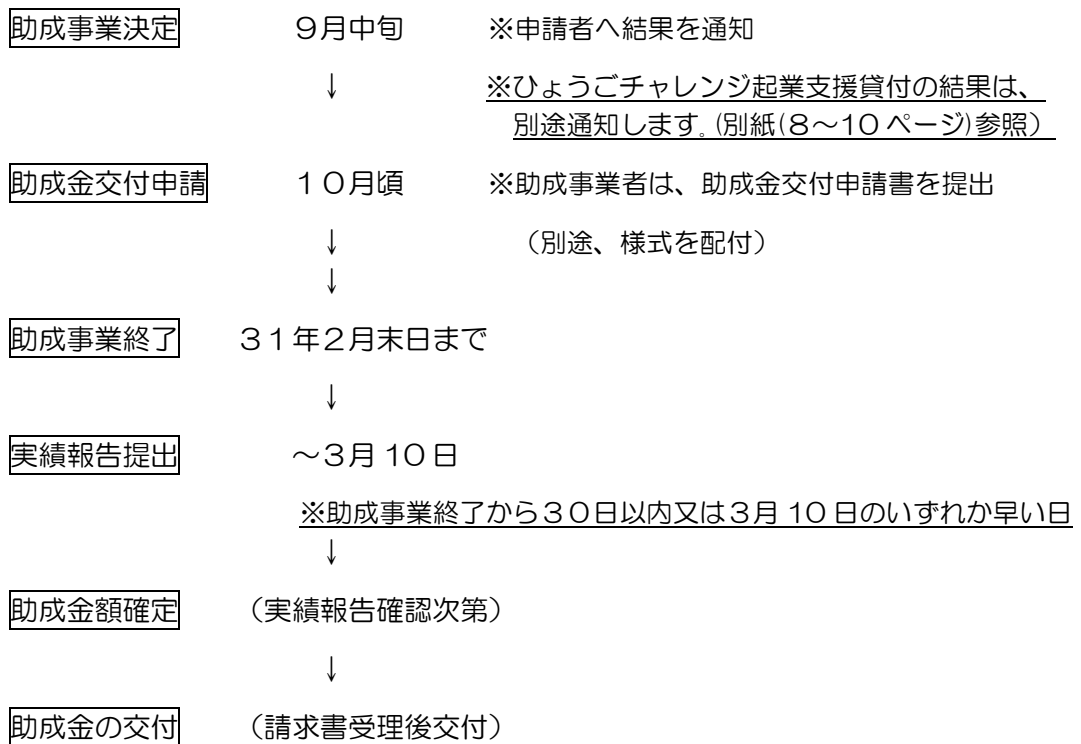 助成事業決定 9月中旬 ※申請者へ結果を通知
↓ ※ひょうごチャレンジ起業支援貸付の結果は、
別途通知します。(別紙(8~10ページ)参照)
助成金交付申請 10月頃 ※助成事業者は、助成金交付申請書を提出
↓ (別途、様式を配付)
↓
助成事業終了 31年2月末日まで
↓
実績報告提出 ~3月10日
※助成事業終了から30日以内又は3月10日のいずれか早い日
↓
助成金額確定 (実績報告確認次第)
↓
助成金の交付 (請求書受理後交付)